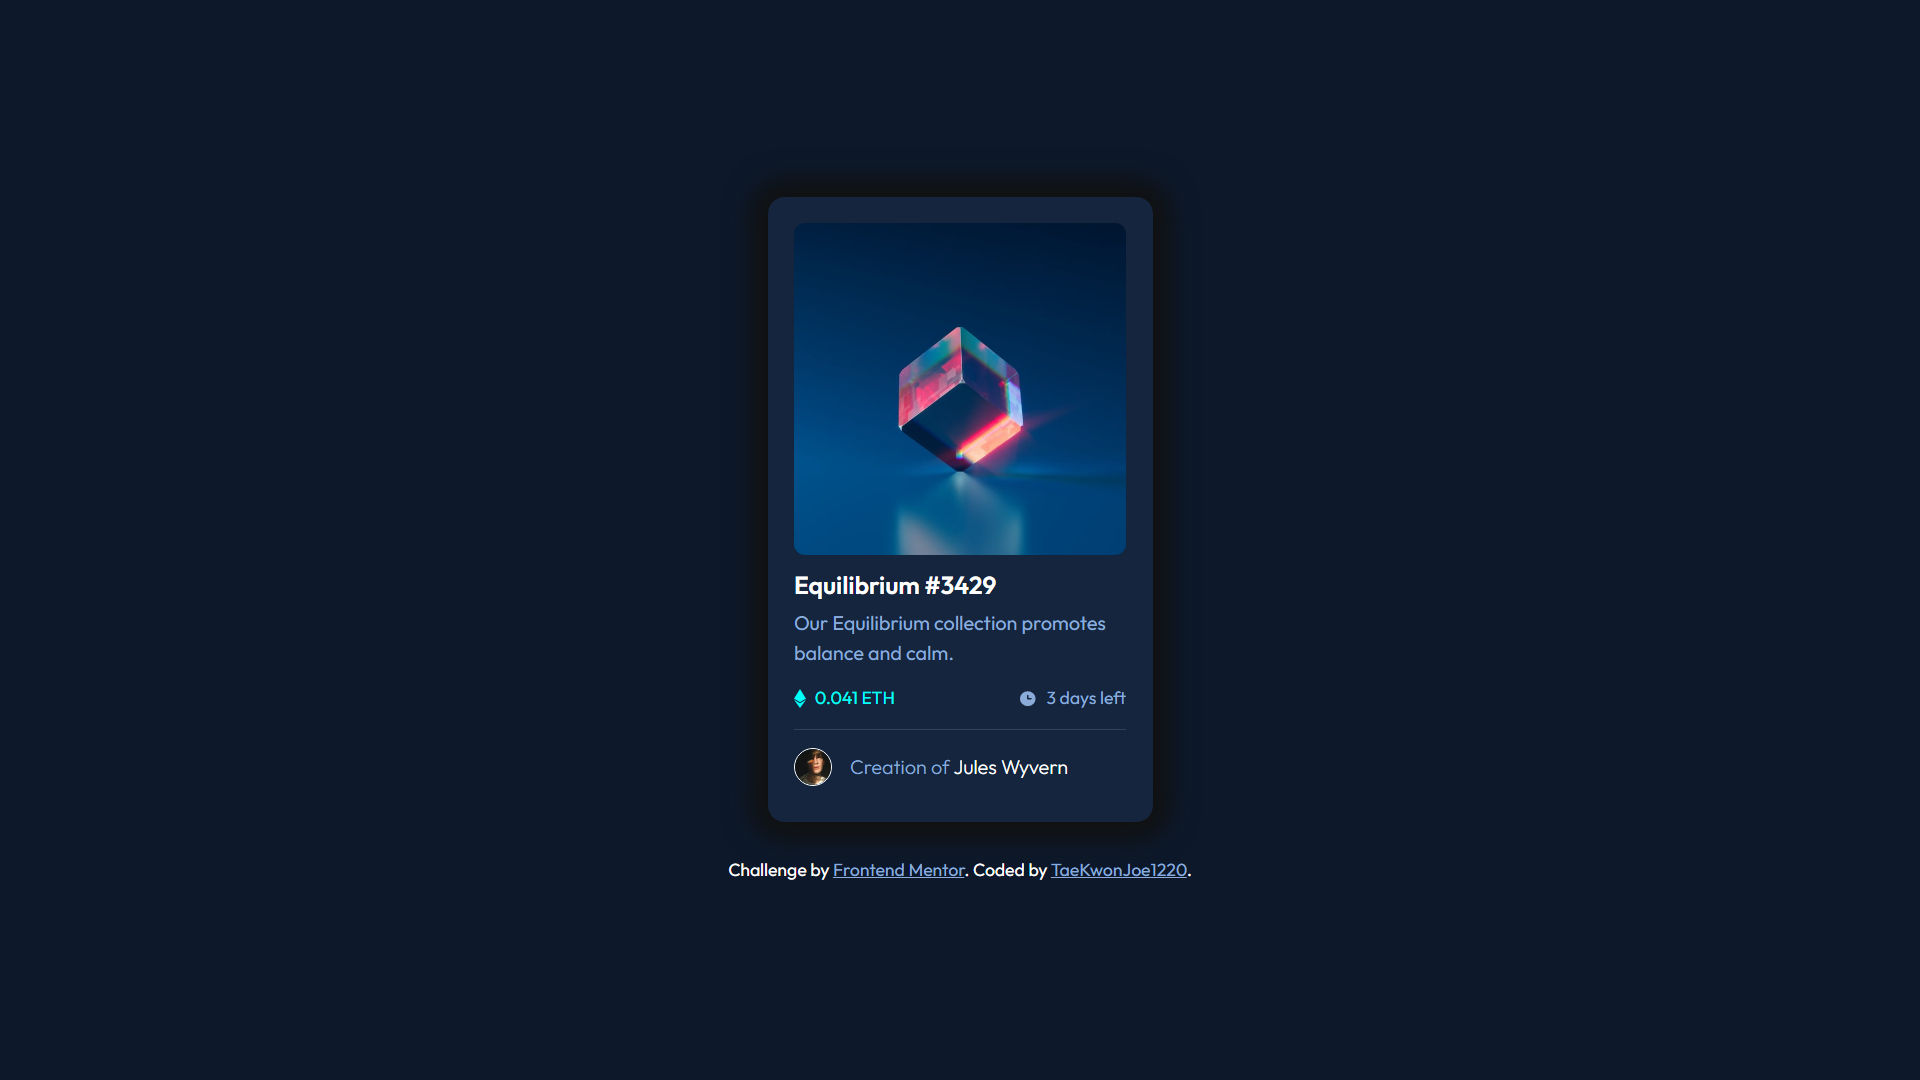 Equilibrium #3429
Our Equilibrium collection promotes
balance and calm.
0.041 ETH
3 days left
Creation of Jules Wyvern
Challenge by Frontend Mentor. Coded by TaeKwonJoe1220.